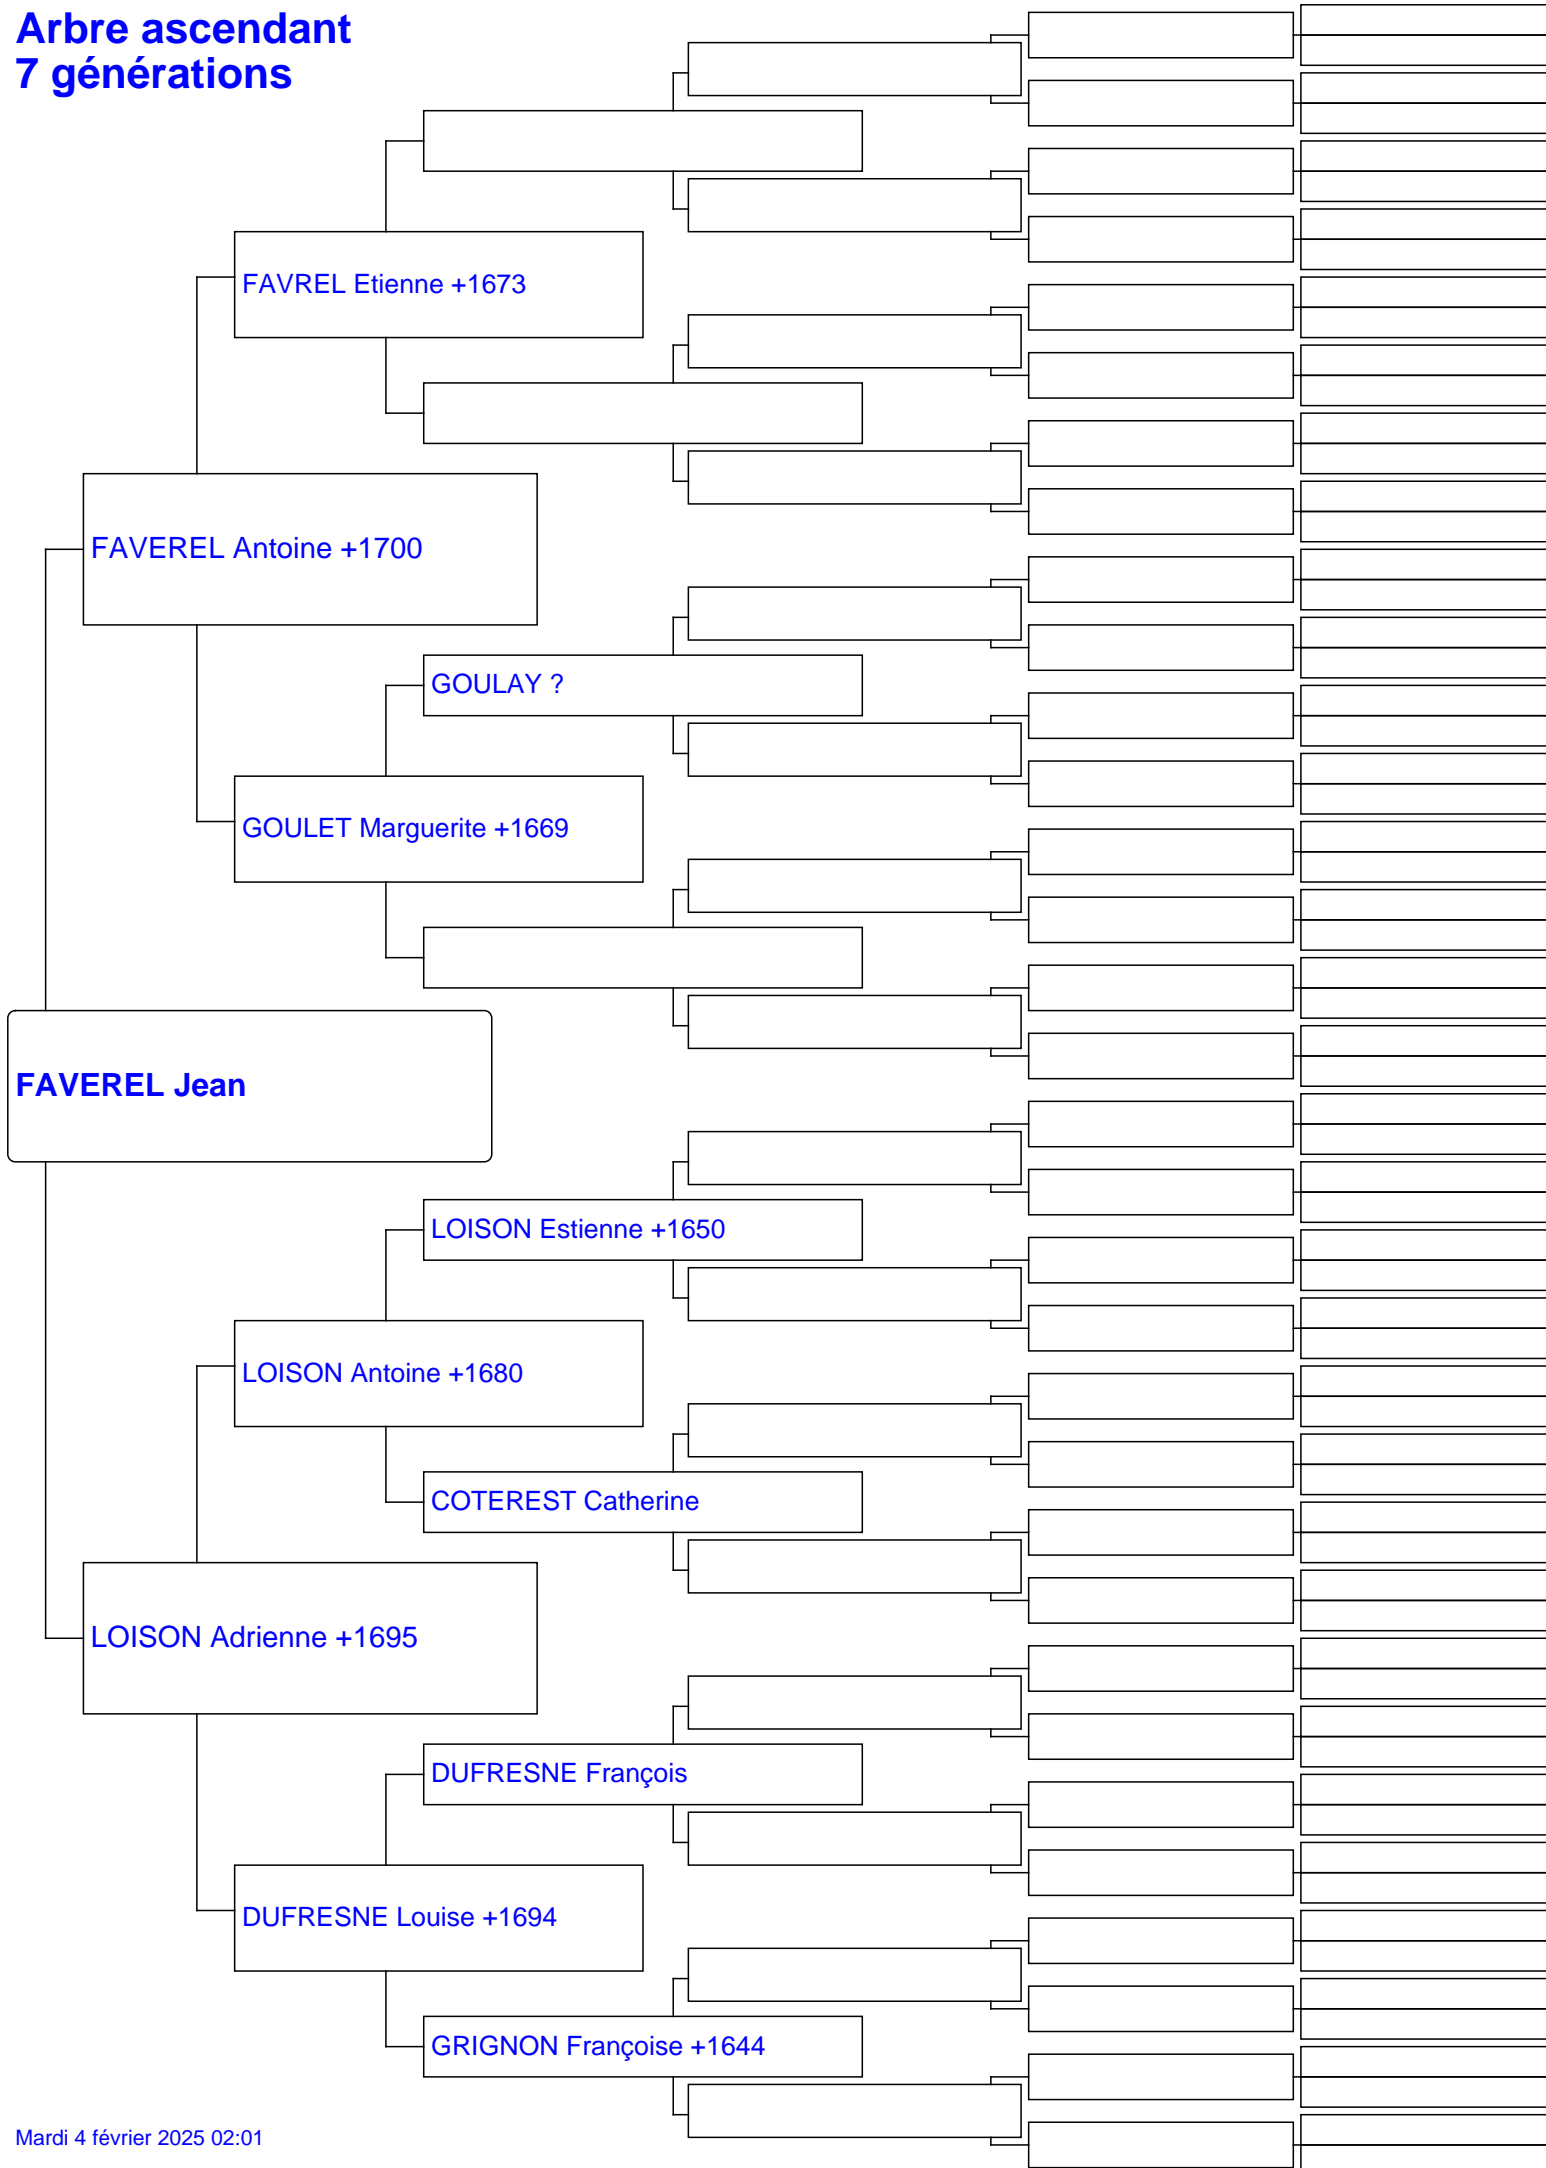 Arbre ascendant
7 générations
FAVREL Etienne +1673
FAVEREL Antoine +1700
GOULAY ?
GOULET Marguerite +1669
FAVEREL Jean
LOISON Estienne +1650
LOISON Antoine +1680
COTEREST Catherine
LOISON Adrienne +1695
DUFRESNE François
DUFRESNE Louise +1694
GRIGNON Françoise +1644
Mardi 4 février 2025 02:01